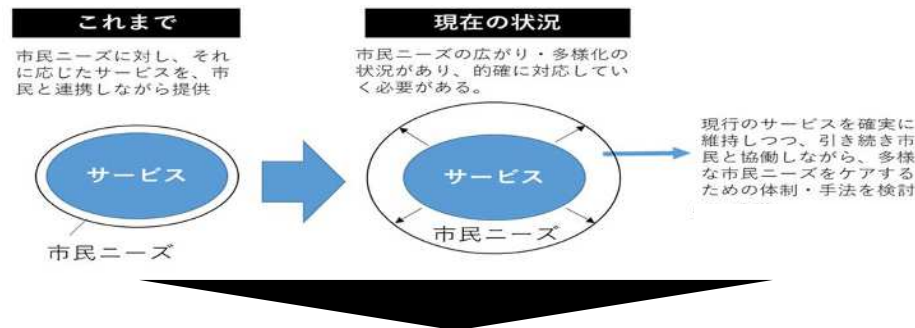 これまで
市民ニーズに対し、それ
に応じたサービスを、市
民と連携しながら提供
サービス
市民ニーズ
現在の状況
市民ニーズの広がり・多様化の
状況があり、的確に対応してい
く必要がある。
サービス
市民ニーズ
現行のサービスを確実に
維持しつつ、引き続き市
民と協働しながら、多様
な市民ニーズをケアする
ための体制・手法を検討